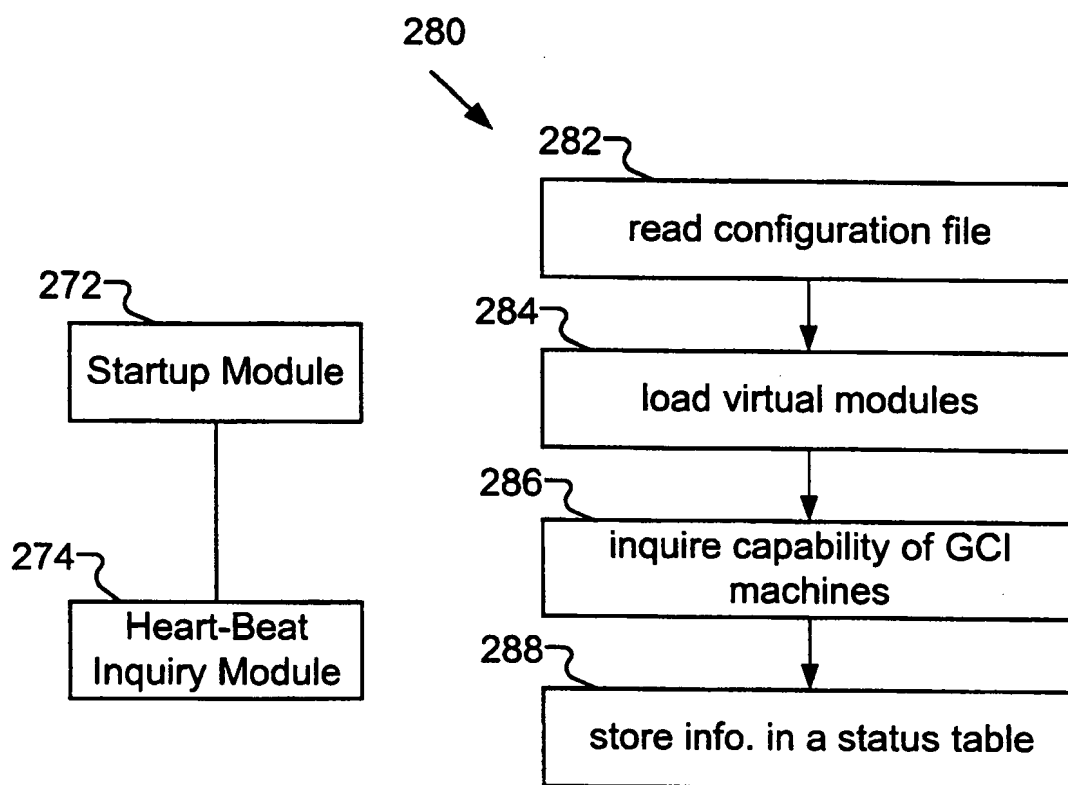 280
282
read configuration file
272
Startup Module
284
load virtual modules
286
inquire capability of GCI
machines
274
Heart-Beat
Inquiry Module
288
store info. in a status table